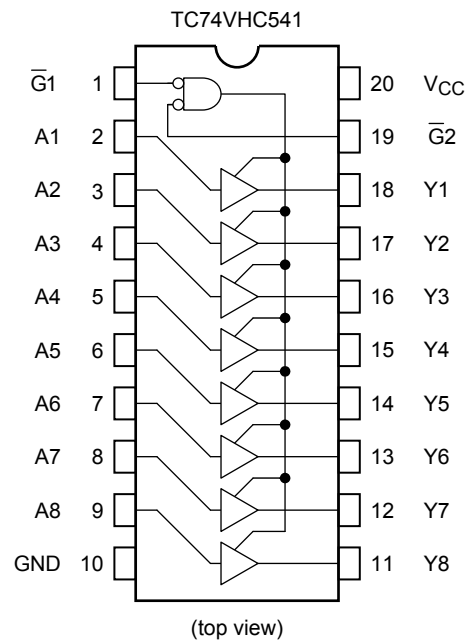 TC74VHC541
G̅1 1 20 VCC
A1 2 19 G̅2
A2 3 18 Y1
A3 4 17 Y2
A4 5 16 Y3
A5 6 15 Y4
A6 7 14 Y5
A7 8 13 Y6
A8 9 12 Y7
GND 10 11 Y8
(top view)